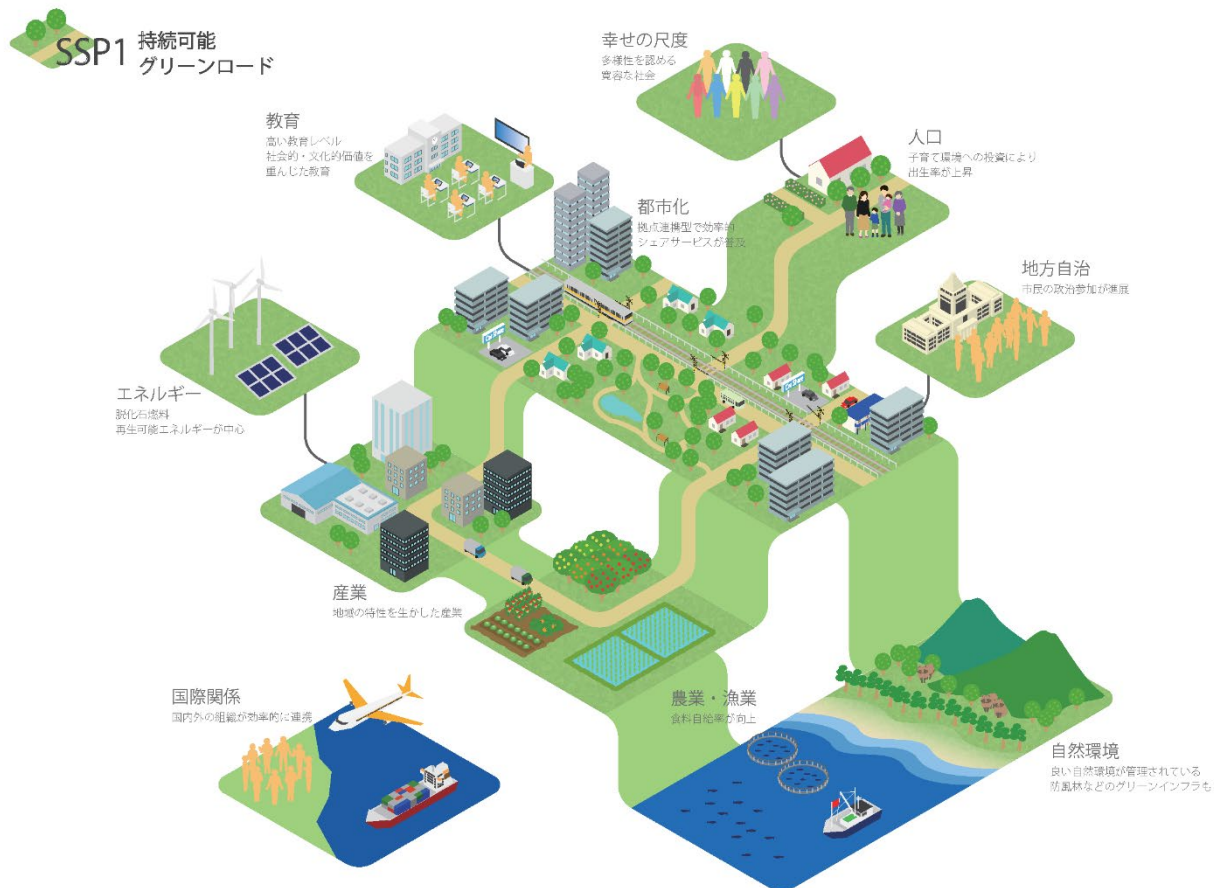 SSP1 持続可能
グリーンロード
幸せの尺度
多様性を認める
寛容な社会
教育
高い教育レベル
社会的・文化的価値を
重んじた教育
人口
子育て環境への投資により
出生率が上昇
都市化
拠点連携型で効率的
シェアサービスが普及
地方自治
市民の政治参加が進展
エネルギー
脱化石燃料
再生可能エネルギーが中心
産業
地域の特性を生かした産業
国際関係
国内外の組織が効率的に連携
農業・漁業
食料自給率が向上
自然環境
良い自然環境が管理されている
防風林などのグリーンインフラも